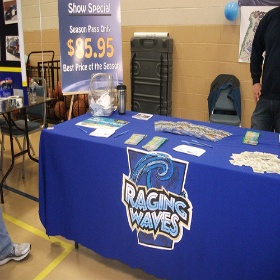 Show Special
Season Pass Only
$85.95
Best Price of the Season
RAGING
WAVES